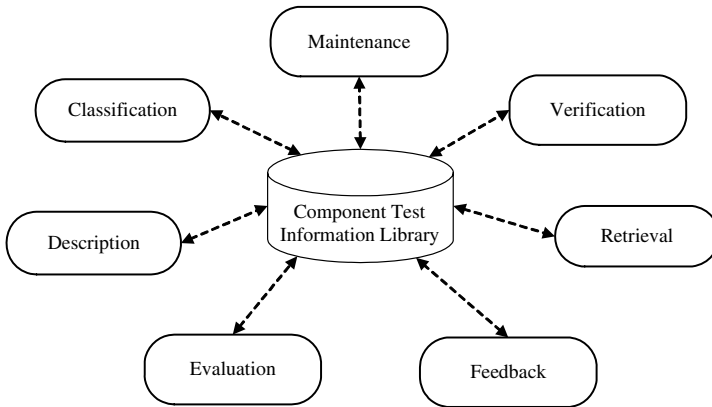 Maintenance
Classification
Verification
Component Test
Information Library
Description
Retrieval
Evaluation
Feedback